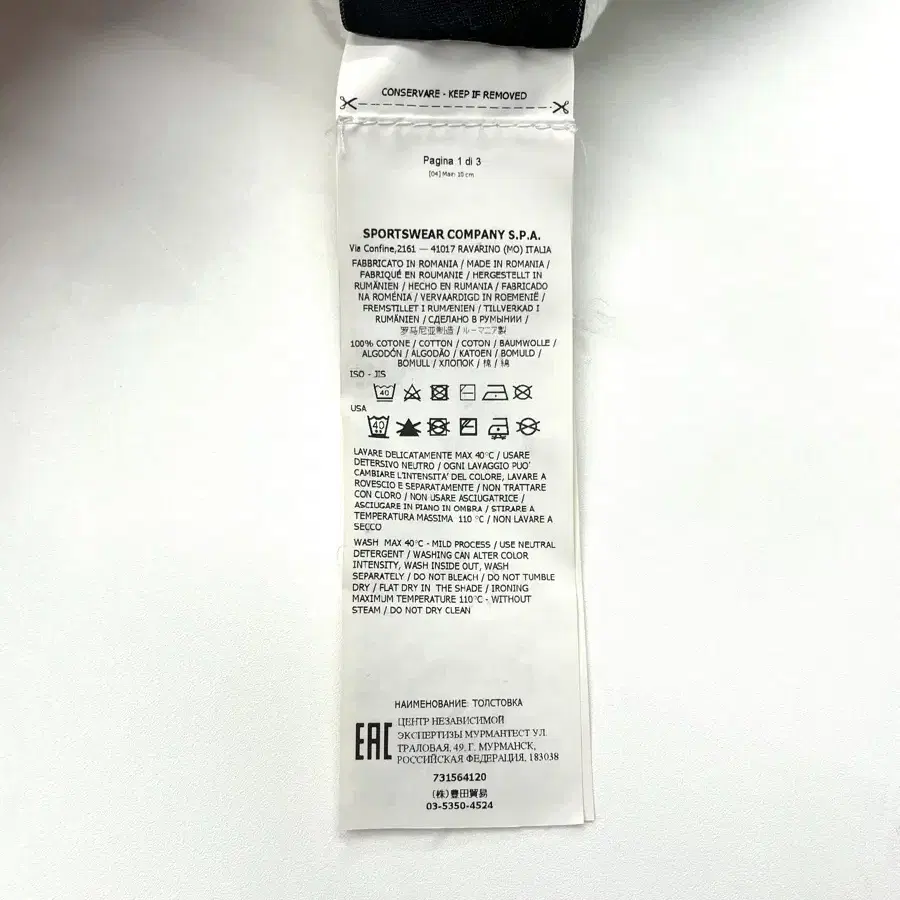 CONSERVARE - KEEP IF REMOVED
Pagina 1 di 3
[04] Main 10 cm
SPORTSWEAR COMPANY S.P.A.
Via Confine,2161 — 41017 RAVARINO (MO) ITALIA
FABBRICATO IN ROMANIA / MADE IN ROMANIA /
FABRIQUÉ EN ROUMANIE / HERGESTELLT IN
RUMÄNIEN / HECHO EN RUMANIA / FABRICADO
NA ROMÉNIA / VERVAARDIGD IN ROEMENIË /
FREMSTILLET I RUMÆNIEN / TILLVERKAD I
RUMÄNIEN / СДЕЛАНО В РУМЫНИИ /
罗马尼亚制造 / ルーマニア製
100% COTONE / COTTON / COTON / BAUMWOLLE /
ALGODÓN / ALGODÃO / KATOEN / BOMULD /
BOMULL / ХЛОПОК / 棉 / 綿
ISO - JIS
40
USA
40
LAVARE DELICATAMENTE MAX 40°C / USARE
DETERSIVO NEUTRO / OGNI LAVAGGIO PUO'
CAMBIARE L'INTENSITA' DEL COLORE, LAVARE A
ROVESCIO E SEPARATAMENTE / NON TRATTARE
CON CLORO / NON USARE ASCIUGATRICE /
ASCIUGARE IN PIANO IN OMBRA / STIRARE A
TEMPERATURA MASSIMA 110 °C / NON LAVARE A
SECCO
WASH MAX 40°C - MILD PROCESS / USE NEUTRAL
DETERGENT / WASHING CAN ALTER COLOR
INTENSITY, WASH INSIDE OUT, WASH
SEPARATELY / DO NOT BLEACH / DO NOT TUMBLE
DRY / FLAT DRY IN THE SHADE / IRONING
MAXIMUM TEMPERATURE 110°C - WITHOUT
STEAM / DO NOT DRY CLEAN
НАИМЕНОВАНИЕ: ТОЛСТОВКА
EAC
ЦЕНТР НЕЗАВИСИМОЙ
ЭКСПЕРТИЗЫ МУРМАНТЕСТ УЛ.
ТРАЛОВАЯ, 49, Г. МУРМАНСК,
РОССИЙСКАЯ ФЕДЕРАЦИЯ, 183038
731564120
(株)豊田貿易
03-5350-4524